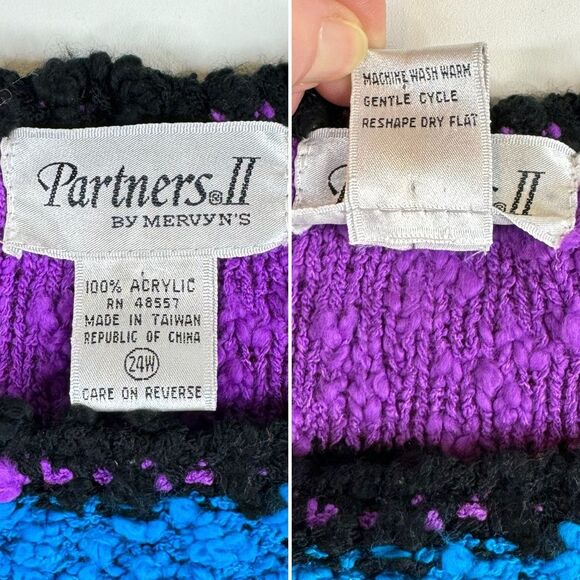 Partners® II
BY MERVYN'S
100% ACRYLIC
RN 48557
MADE IN TAIWAN
REPUBLIC OF CHINA
24W
CARE ON REVERSE
MACHINE WASH WARM
GENTLE CYCLE
RESHAPE DRY FLAT
II